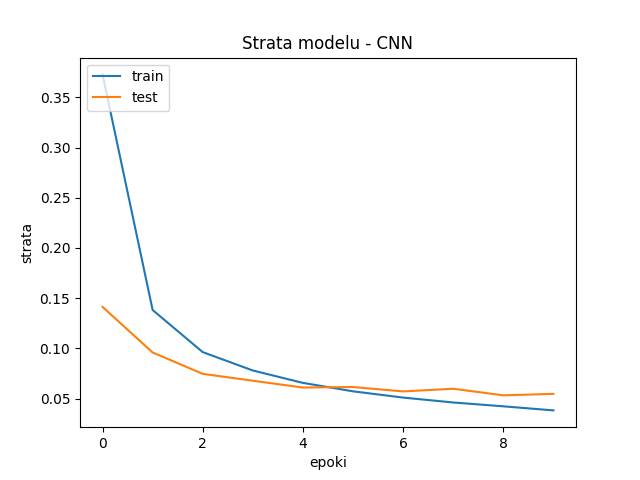 Strata modelu - CNN
train
test
0.35
0.30
0.25
0.20
0.15
0.10
0.05
strata
0 2 4 6 8
epoki